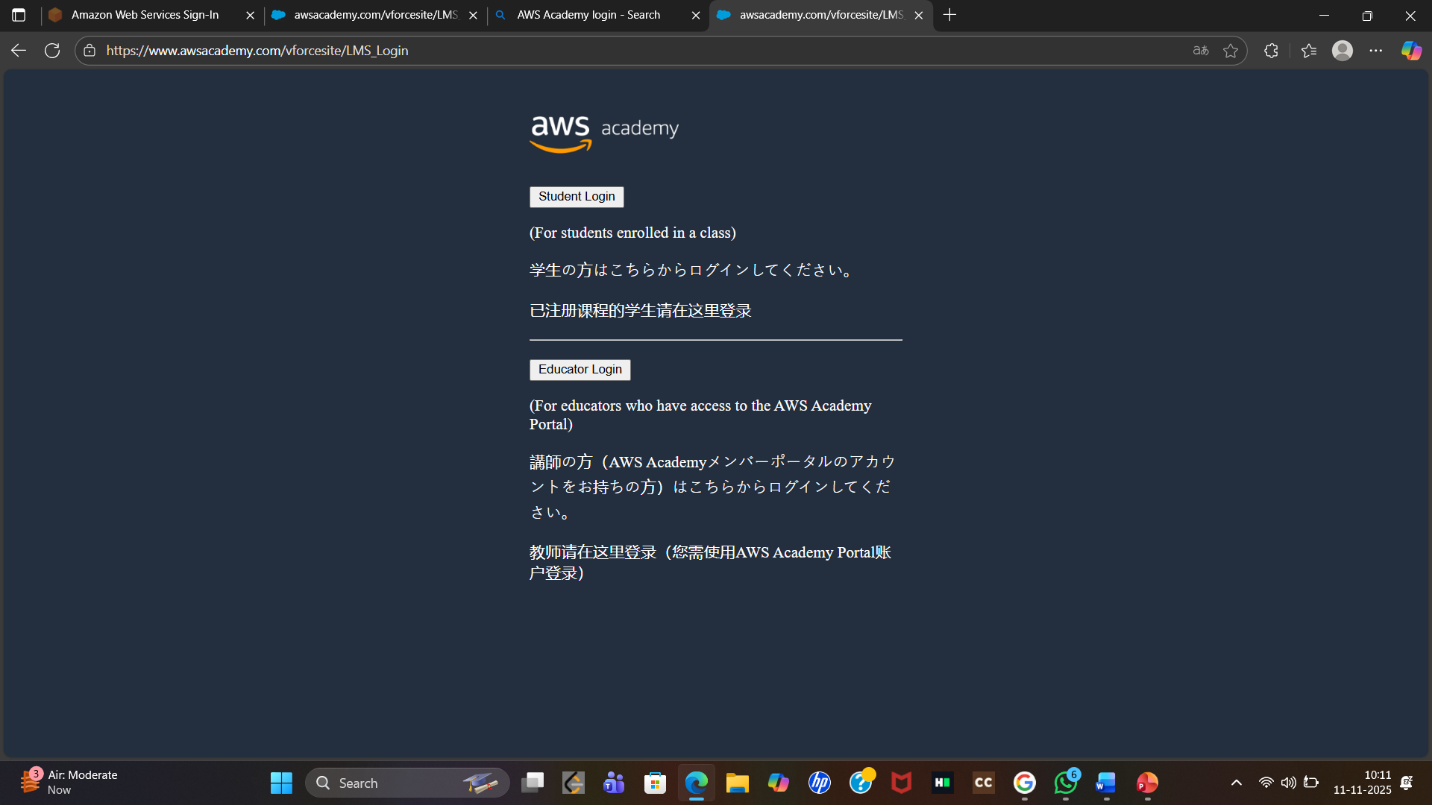 Amazon Web Services Sign-In
awsacademy.com/vforcesite/LMS_
AWS Academy login - Search
awsacademy.com/vforcesite/LMS_
https://www.awsacademy.com/vforcesite/LMS_Login
aあ
aws academy
Student Login
(For students enrolled in a class)
学生の方はこちらからログインしてください。
已注册课程的学生请在这里登录
Educator Login
(For educators who have access to the AWS Academy
Portal)
講師の方（AWS Academyメンバーポータルのアカウ
ントをお持ちの方）はこちらからログインしてくだ
さい。
教师请在这里登录（您需使用AWS Academy Portal账
户登录）
3
Air: Moderate
Now
Search
T
hp
?
H
CC
G
6
W
P
10:11
11-11-2025